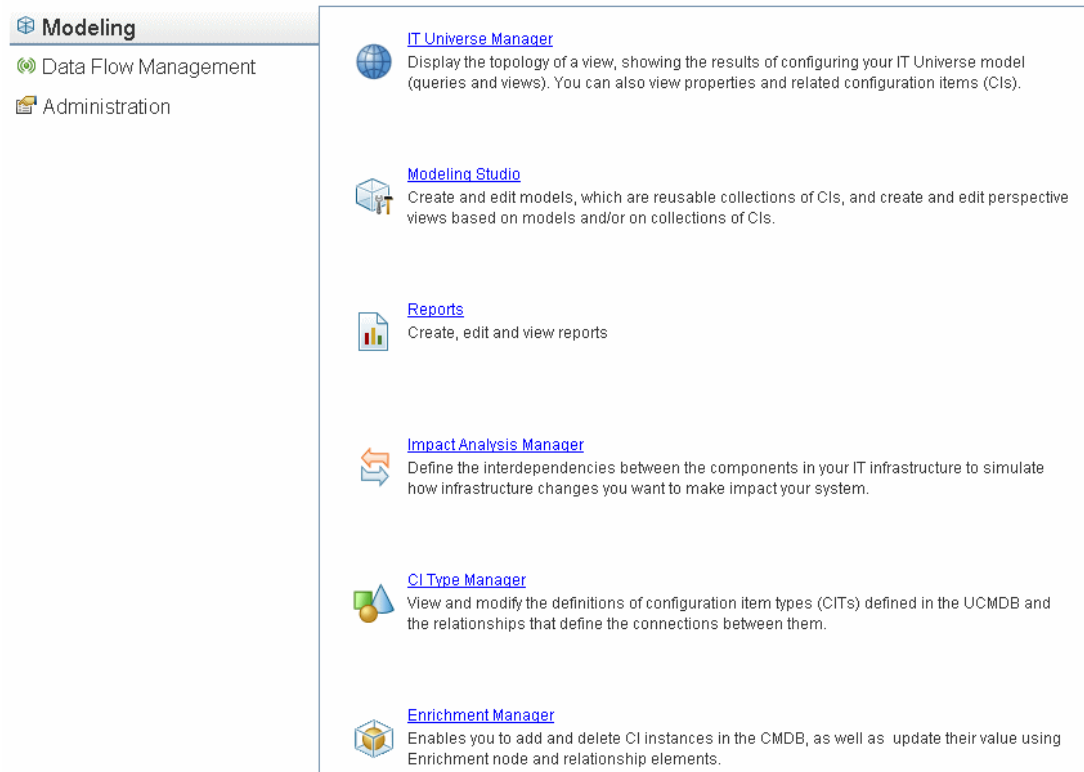 Modeling
Data Flow Management
Administration
IT Universe Manager
Display the topology of a view, showing the results of configuring your IT Universe model
(queries and views). You can also view properties and related configuration items (CIs).
Modeling Studio
Create and edit models, which are reusable collections of CIs, and create and edit perspective
views based on models and/or on collections of CIs.
Reports
Create, edit and view reports
Impact Analysis Manager
Define the interdependencies between the components in your IT infrastructure to simulate
how infrastructure changes you want to make impact your system.
CI Type Manager
View and modify the definitions of configuration item types (CITs) defined in the UCMDB and
the relationships that define the connections between them.
Enrichment Manager
Enables you to add and delete CI instances in the CMDB, as well as  update their value using
Enrichment node and relationship elements.